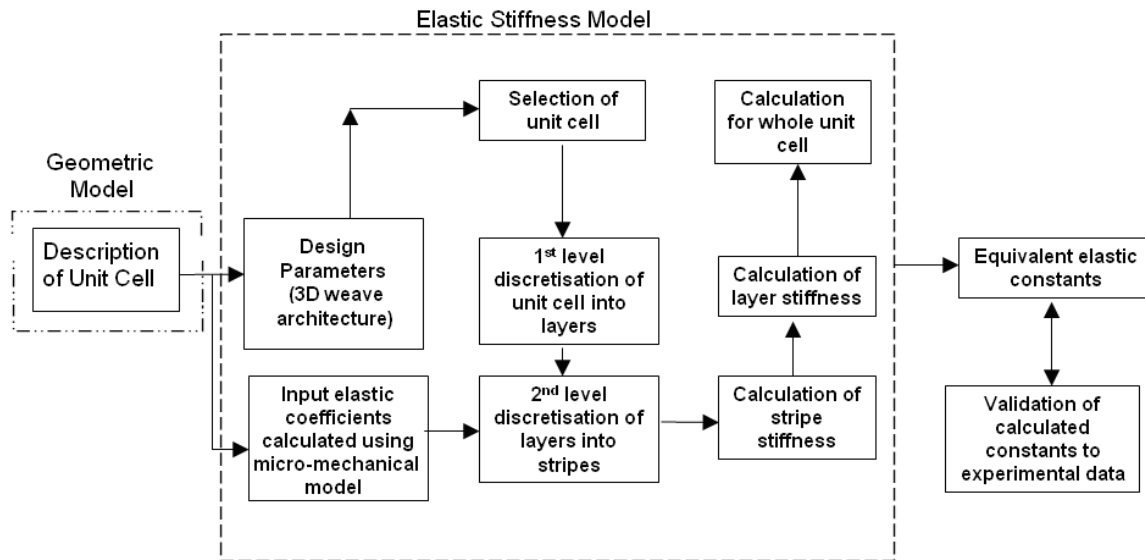 Elastic Stiffness Model
Geometric
Model
Description
of Unit Cell
Design
Parameters
(3D weave
architecture)
Input elastic
coefficients
calculated using
micro-mechanical
model
Selection of
unit cell
1st level
discretisation of
unit cell into
layers
2nd level
discretisation of
layers into
stripes
Calculation
for whole unit
cell
Calculation of
layer stiffness
Calculation of
stripe
stiffness
Equivalent elastic
constants
Validation of
calculated
constants to
experimental data